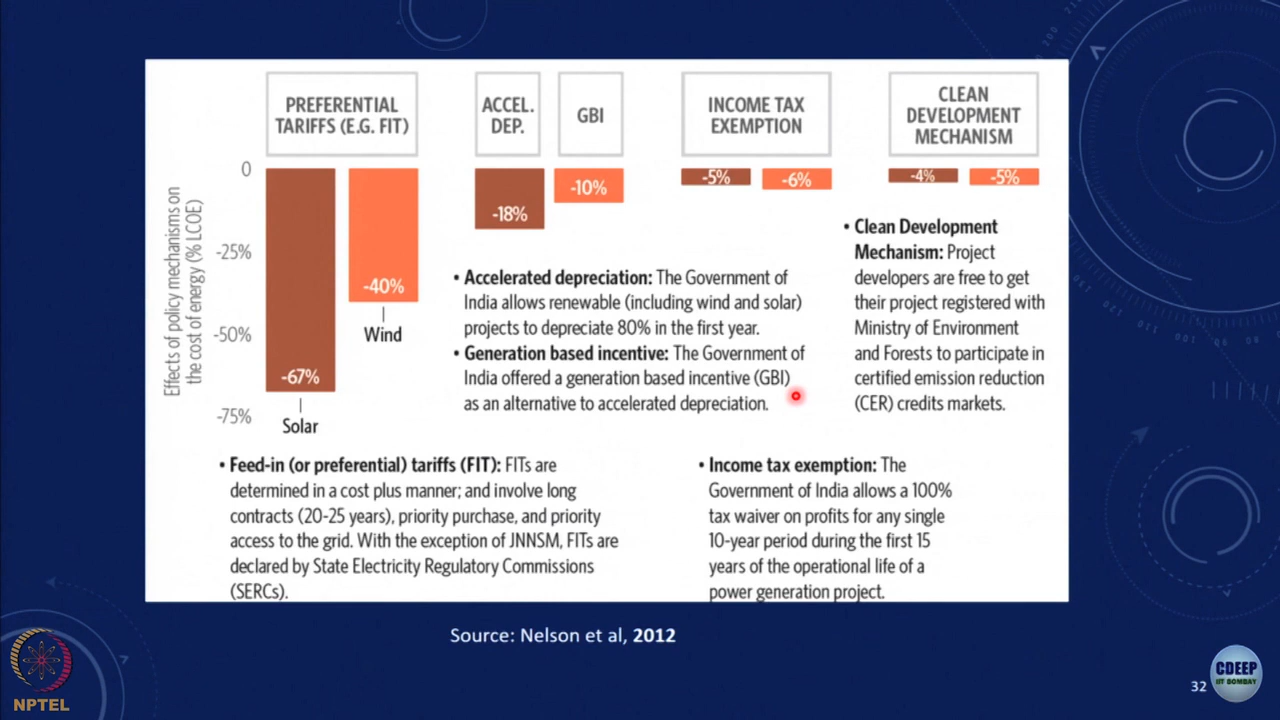 PREFERENTIAL
TARIFFS (E.G. FIT)
ACCEL.
DEP.
GBI
INCOME TAX
EXEMPTION
CLEAN
DEVELOPMENT
MECHANISM
Effects of policy mechanisms on
the cost of energy (% LCOE)
0
-25%
-50%
-75%
-67%
Solar
-40%
Wind
-18%
-10%
-5%
-6%
-4%
-5%
• Accelerated depreciation: The Government of
India allows renewable (including wind and solar)
projects to depreciate 80% in the first year.
• Generation based incentive: The Government of
India offered a generation based incentive (GBI)
as an alternative to accelerated depreciation.
• Clean Development
Mechanism: Project
developers are free to get
their project registered with
Ministry of Environment
and Forests to participate in
certified emission reduction
(CER) credits markets.
• Feed-in (or preferential) tariffs (FIT): FITs are
determined in a cost plus manner; and involve long
contracts (20-25 years), priority purchase, and priority
access to the grid. With the exception of JNNSM, FITs are
declared by State Electricity Regulatory Commissions
(SERCs).
• Income tax exemption: The
Government of India allows a 100%
tax waiver on profits for any single
10-year period during the first 15
years of the operational life of a
power generation project.
Source: Nelson et al, 2012
NPTEL
32
CDEEP
IIT BOMBAY